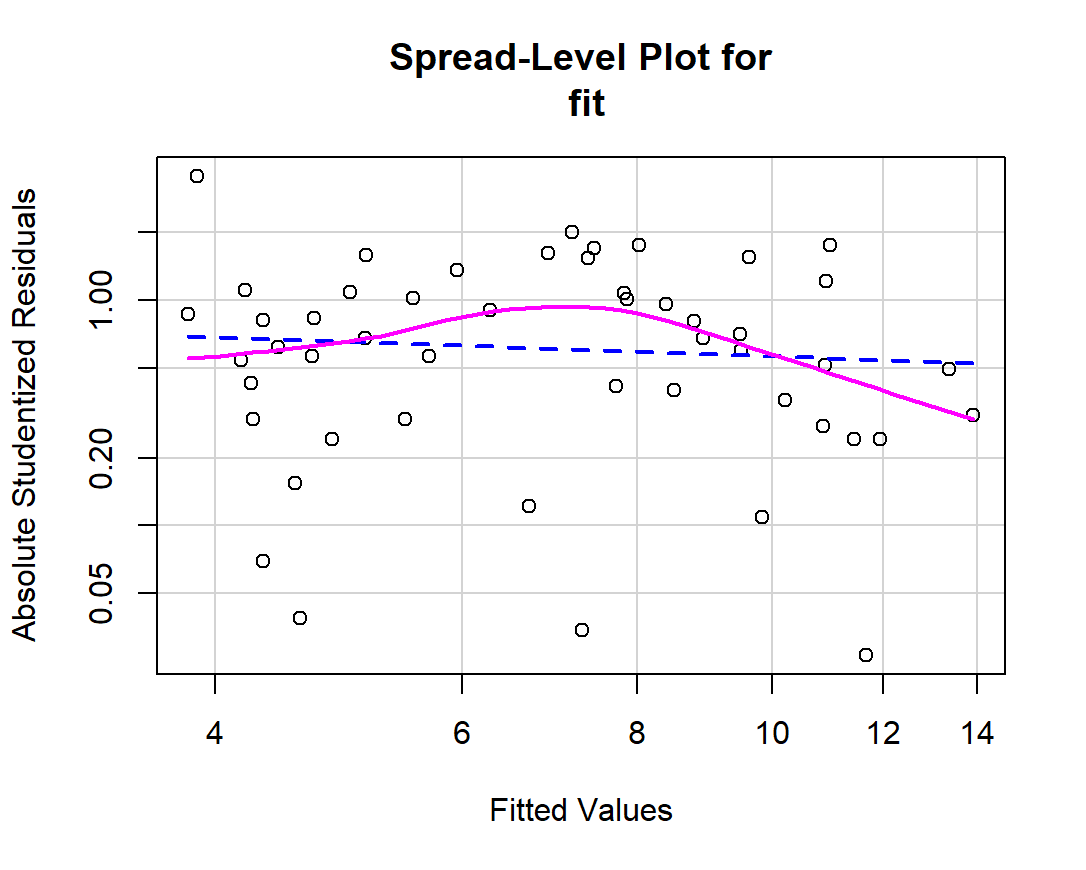 Spread-Level Plot for
fit
Absolute Studentized Residuals
1.00
0.20
0.05
4 6 8 10 12 14
Fitted Values